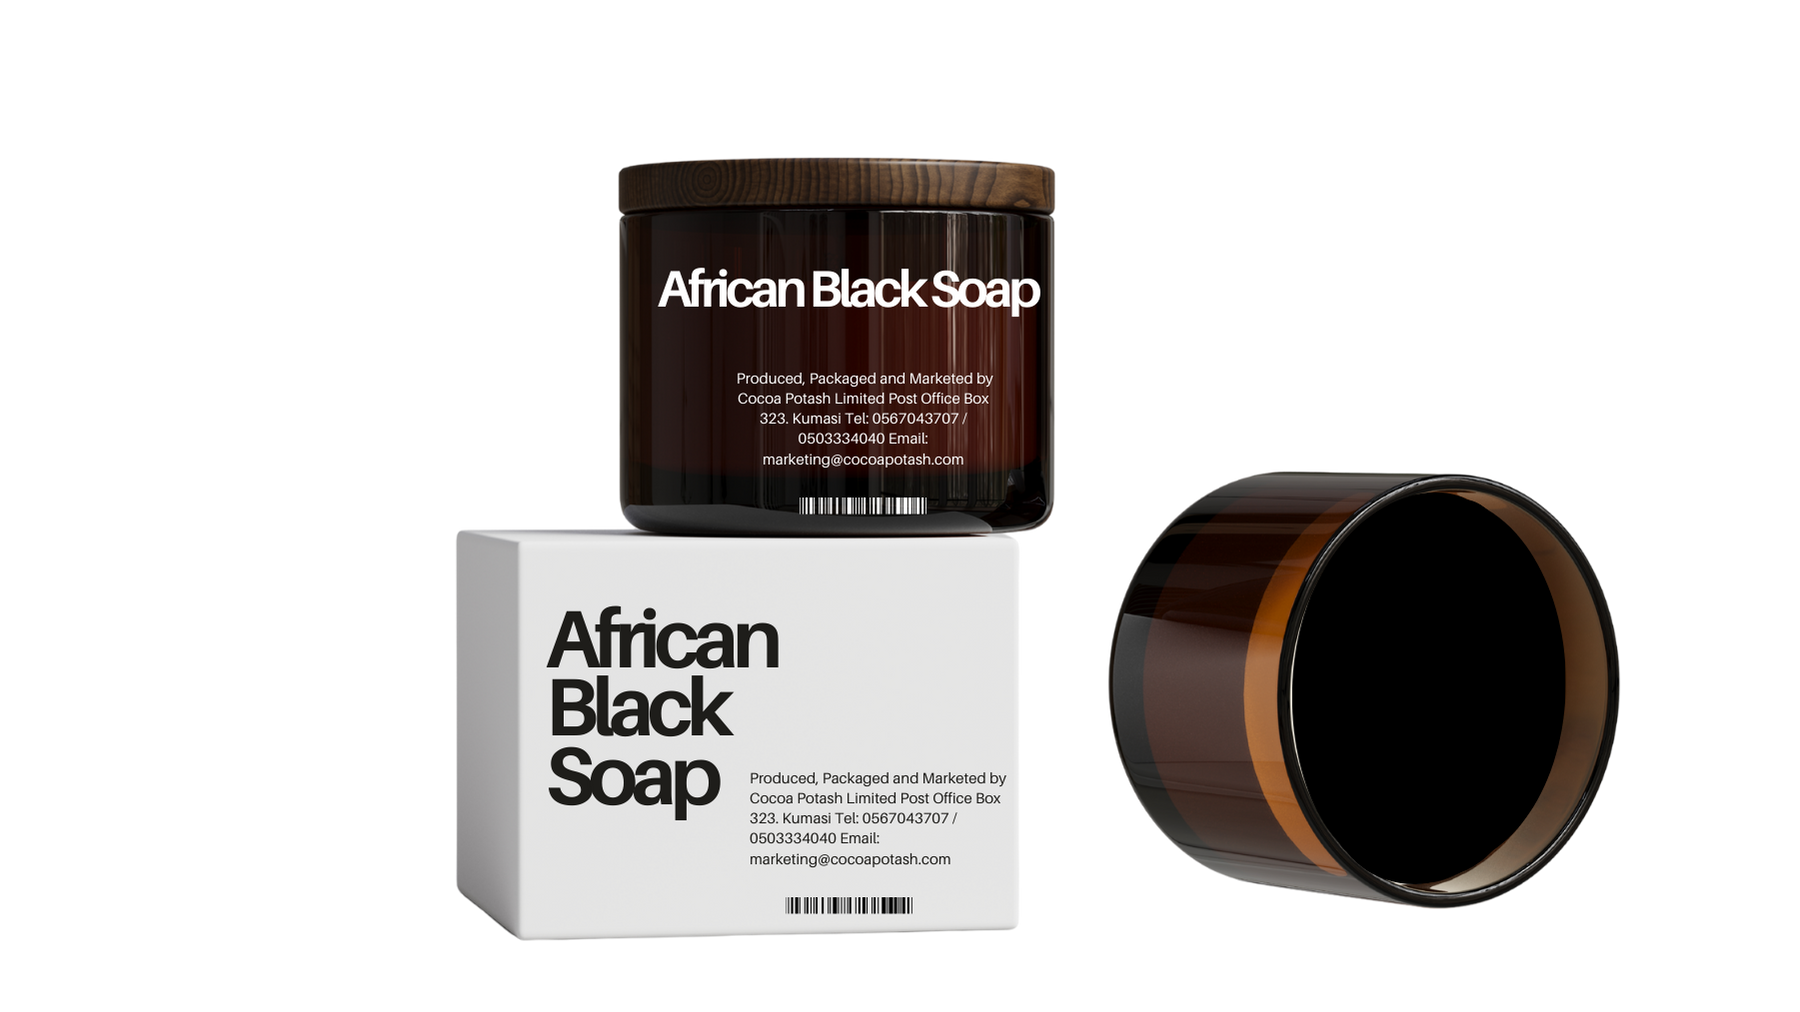 African Black Soap
Produced, Packaged and Marketed by
Cocoa Potash Limited Post Office Box
323. Kumasi Tel: 0567043707 /
0503334040 Email:
marketing@cocoapotash.com
African
Black
Soap
Produced, Packaged and Marketed by
Cocoa Potash Limited Post Office Box
323. Kumasi Tel: 0567043707 /
0503334040 Email:
marketing@cocoapotash.com